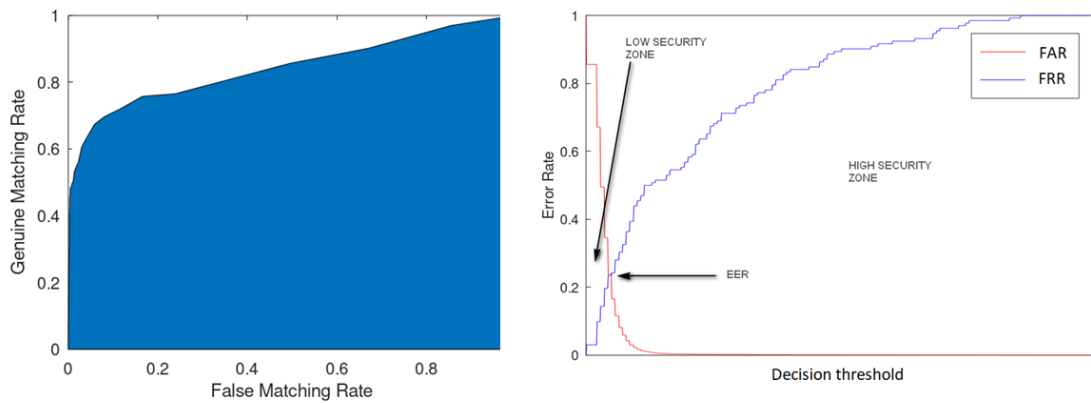 1
0.8
0.6
0.4
0.2
0
Genuine Matching Rate
0
0.2
0.4
0.6
0.8
False Matching Rate
1
0.8
0.6
0.4
0.2
0
Error Rate
LOW SECURITY
ZONE
FAR
FRR
HIGH SECURITY
ZONE
EER
Decision threshold